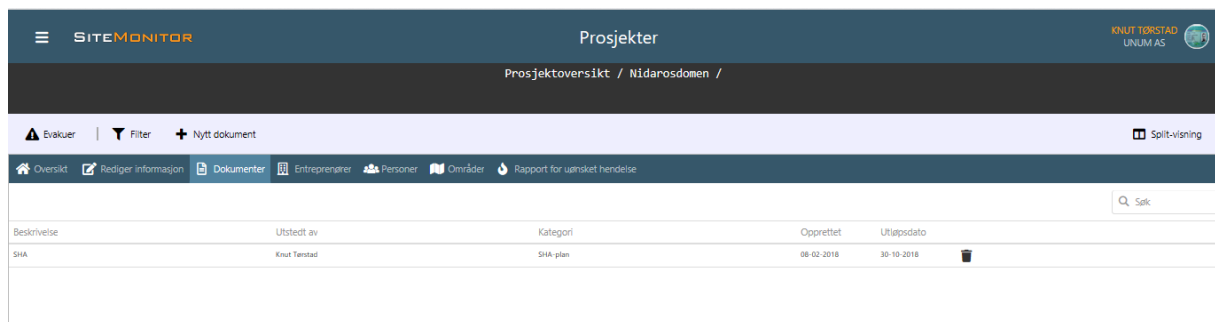 SITEMONITOR
Prosjekter
KNUT TØRSTAD
UNUM AS
Prosjektoversikt / Nidarosdomen /
Evakuer | Filter Nytt dokument Split-visning
Oversikt Rediger informasjon Dokumenter Entreprenører Personer Områder Rapport for uønsket hendelse
Søk
Beskrivelse Utstedt av Kategori Opprettet Utløpsdato
SHA Knut Tørstad SHA-plan 08-02-2018 30-10-2018